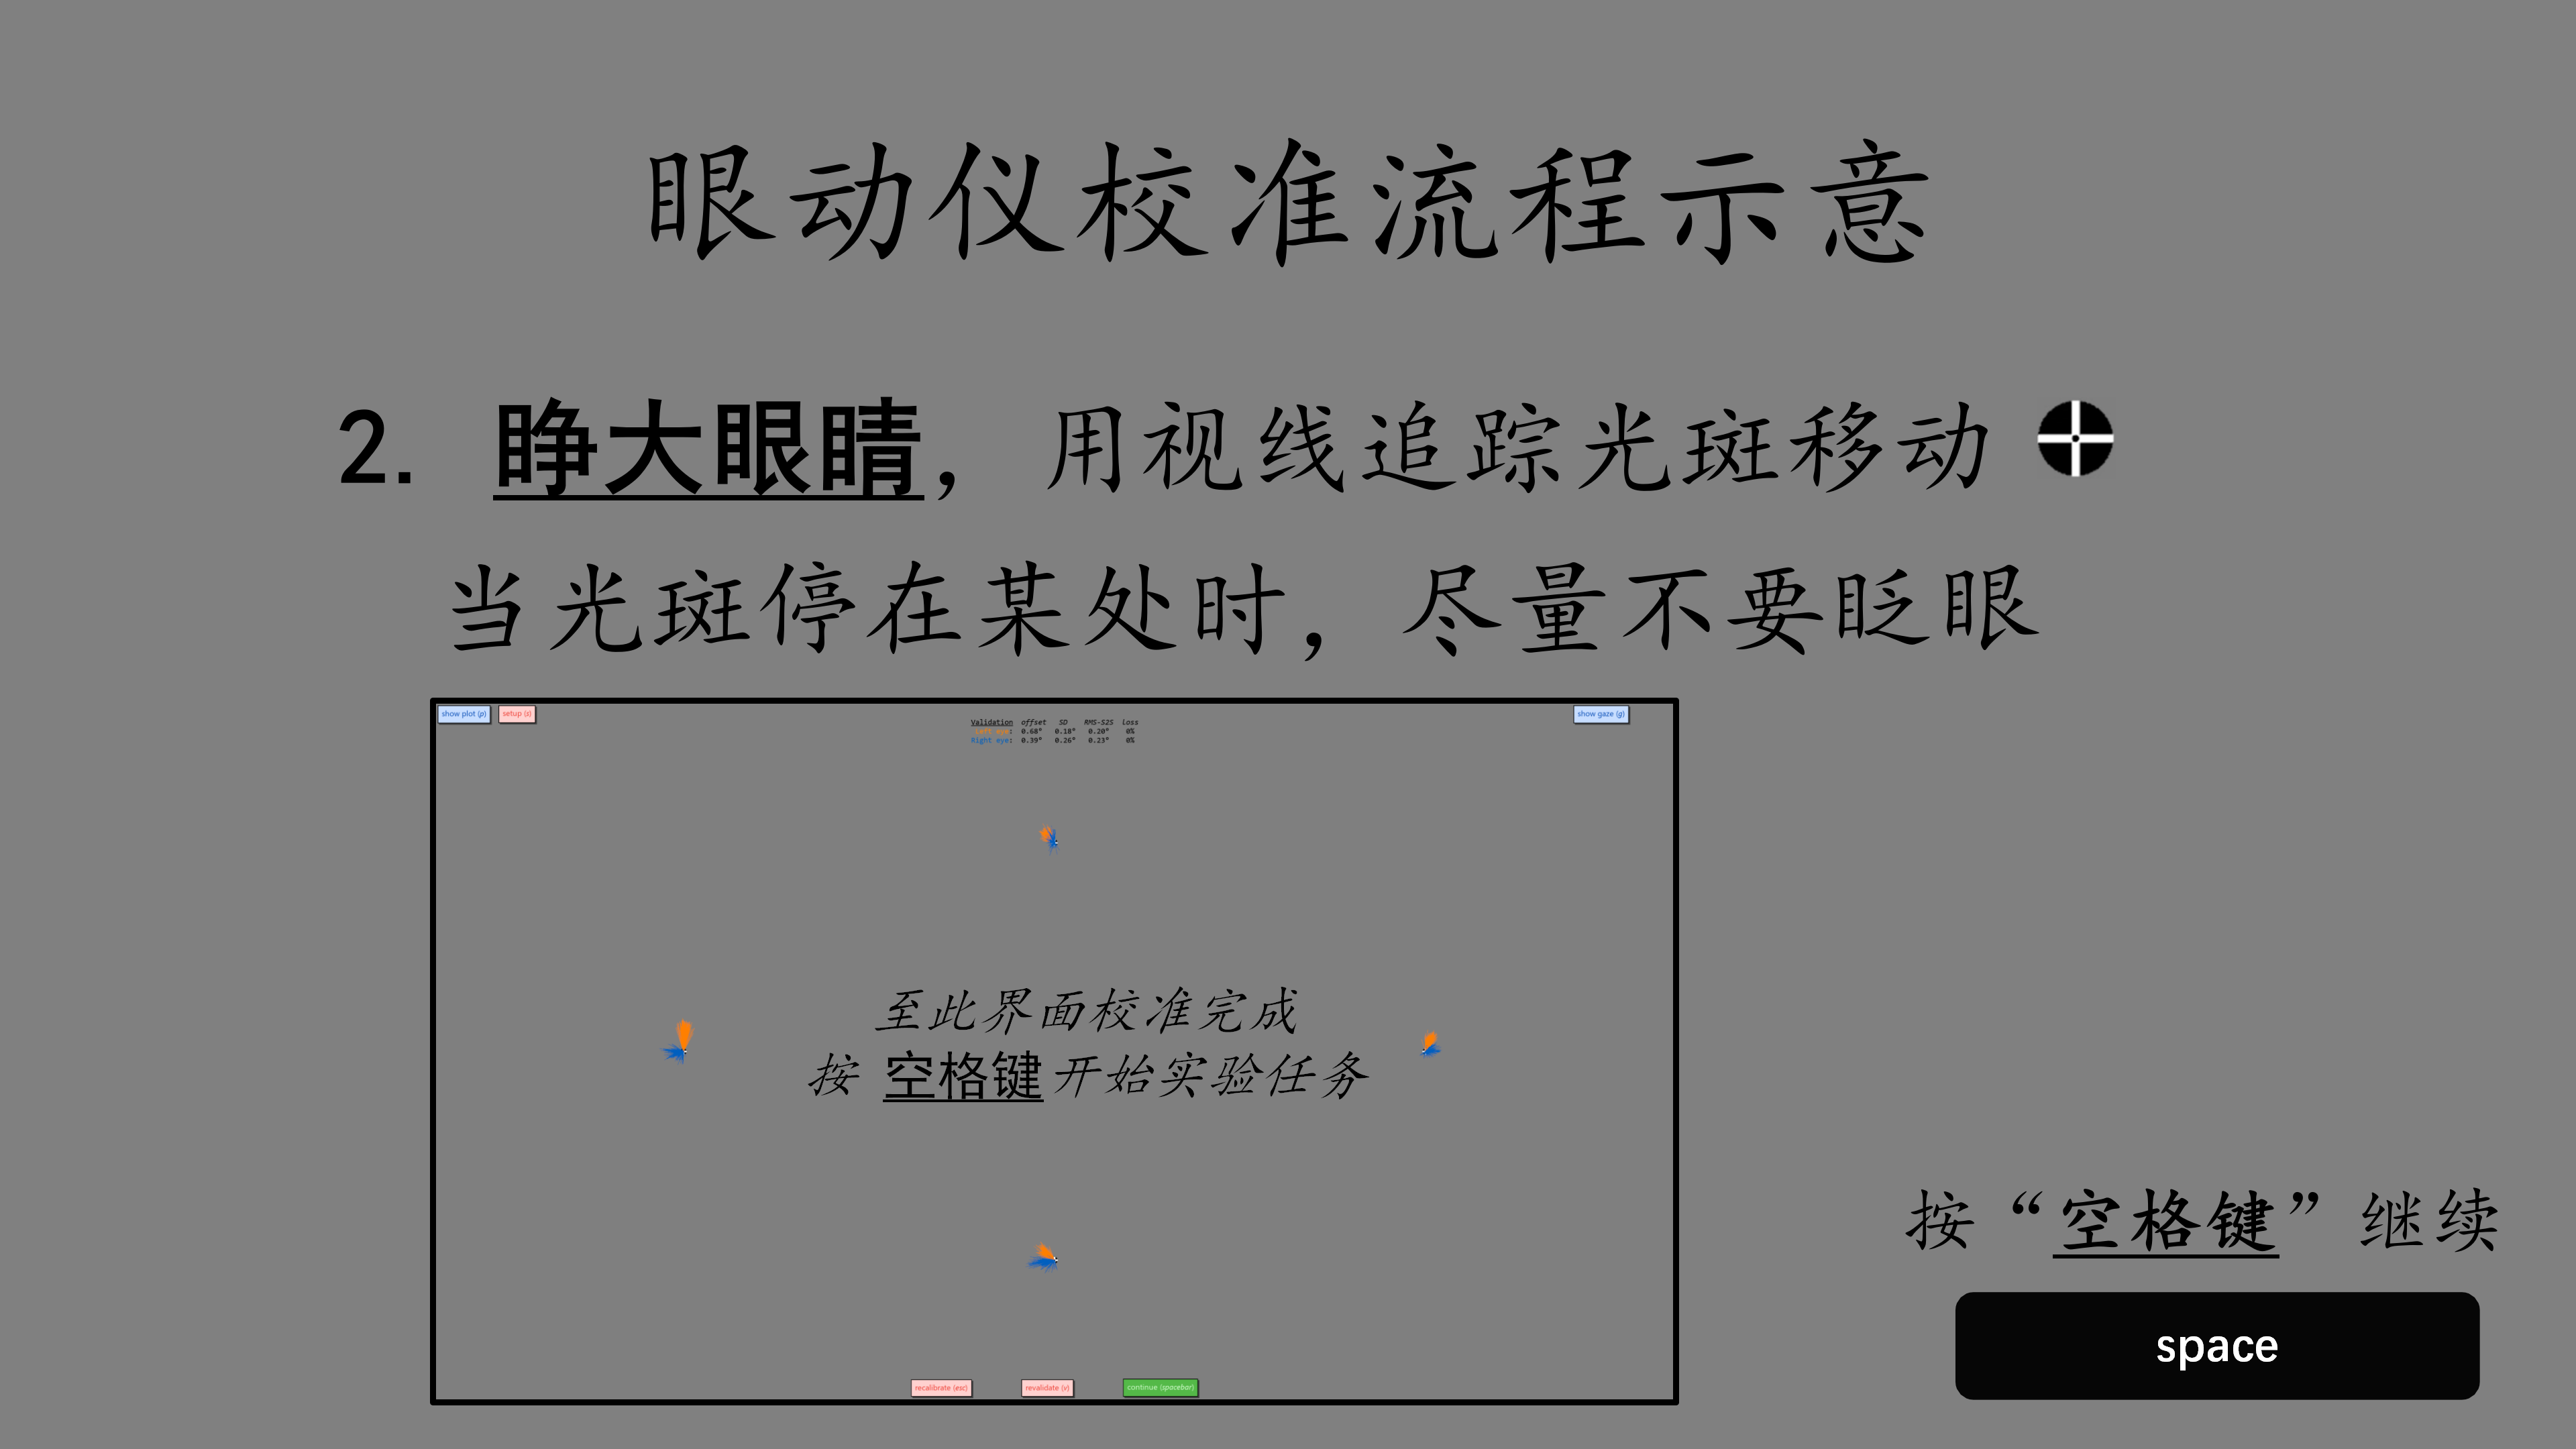 眼动仪校准流程示意
2. 睁大眼睛， 用视线追踪光斑移动
当光斑停在某处时，尽量不要眨眼
show plot (p) setup (s) show gaze (g)
Validation offset SD RMS-S2S Loss
Left eye: 0.68° 0.18° 0.20° 0%
Right eye: 0.39° 0.26° 0.23° 0%
至此界面校准完成
按 空格键 开始实验任务
recalibrate (esc) revalidate (v) continue (spacebar)
按“空格键” 继续
space